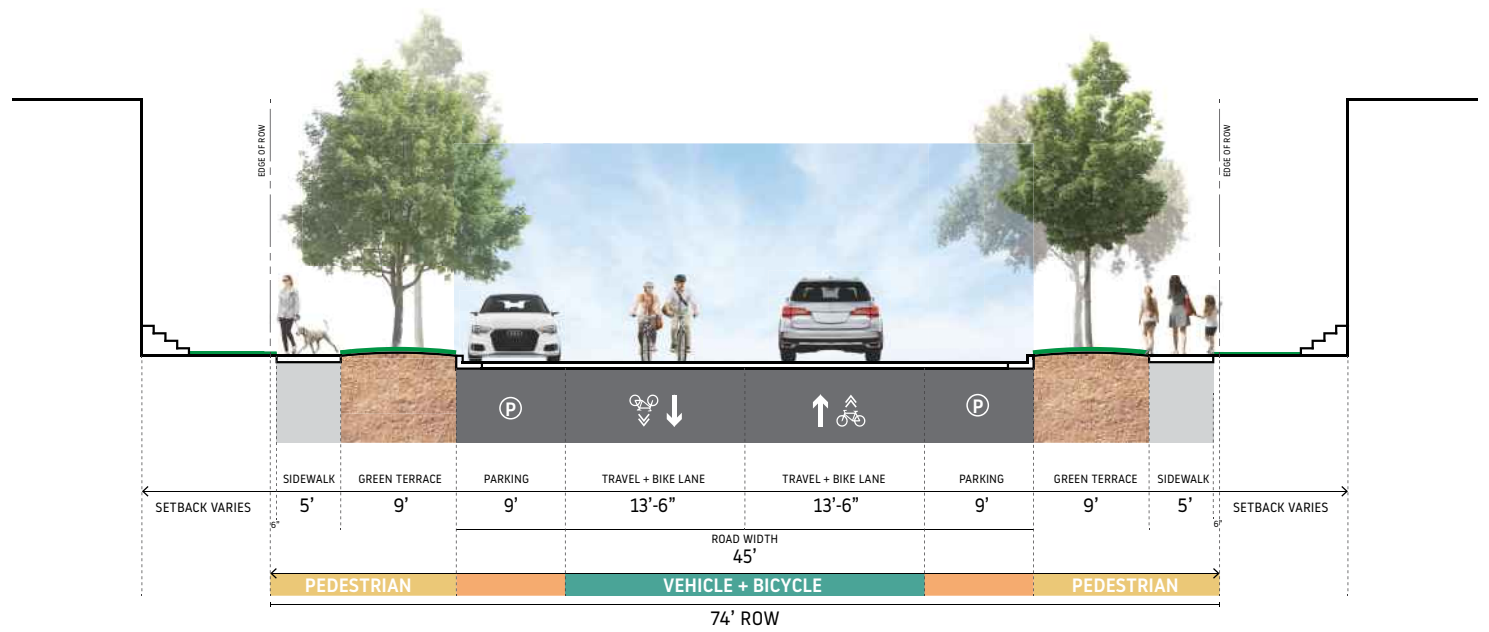 EDGE OF ROW
EDGE OF ROW
P
P
SIDEWALK
GREEN TERRACE
PARKING
TRAVEL + BIKE LANE
TRAVEL + BIKE LANE
PARKING
GREEN TERRACE
SIDEWALK
SETBACK VARIES
5’
9’
9’
13’-6”
13’-6”
9’
9’
5’
SETBACK VARIES
6”
6”
ROAD WIDTH
45’
PEDESTRIAN
VEHICLE + BICYCLE
PEDESTRIAN
74’ ROW